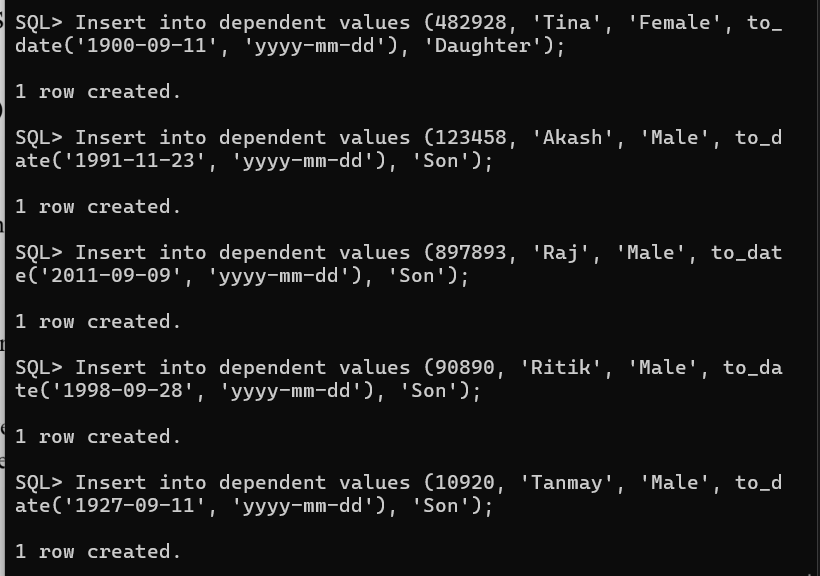 SQL> Insert into dependent values (482928, 'Tina', 'Female', to_
date('1900-09-11', 'yyyy-mm-dd'), 'Daughter');
1 row created.
SQL> Insert into dependent values (123458, 'Akash', 'Male', to_d
ate('1991-11-23', 'yyyy-mm-dd'), 'Son');
1 row created.
SQL> Insert into dependent values (897893, 'Raj', 'Male', to_dat
e('2011-09-09', 'yyyy-mm-dd'), 'Son');
1 row created.
SQL> Insert into dependent values (90890, 'Ritik', 'Male', to_da
te('1998-09-28', 'yyyy-mm-dd'), 'Son');
1 row created.
SQL> Insert into dependent values (10920, 'Tanmay', 'Male', to_d
ate('1927-09-11', 'yyyy-mm-dd'), 'Son');
1 row created.